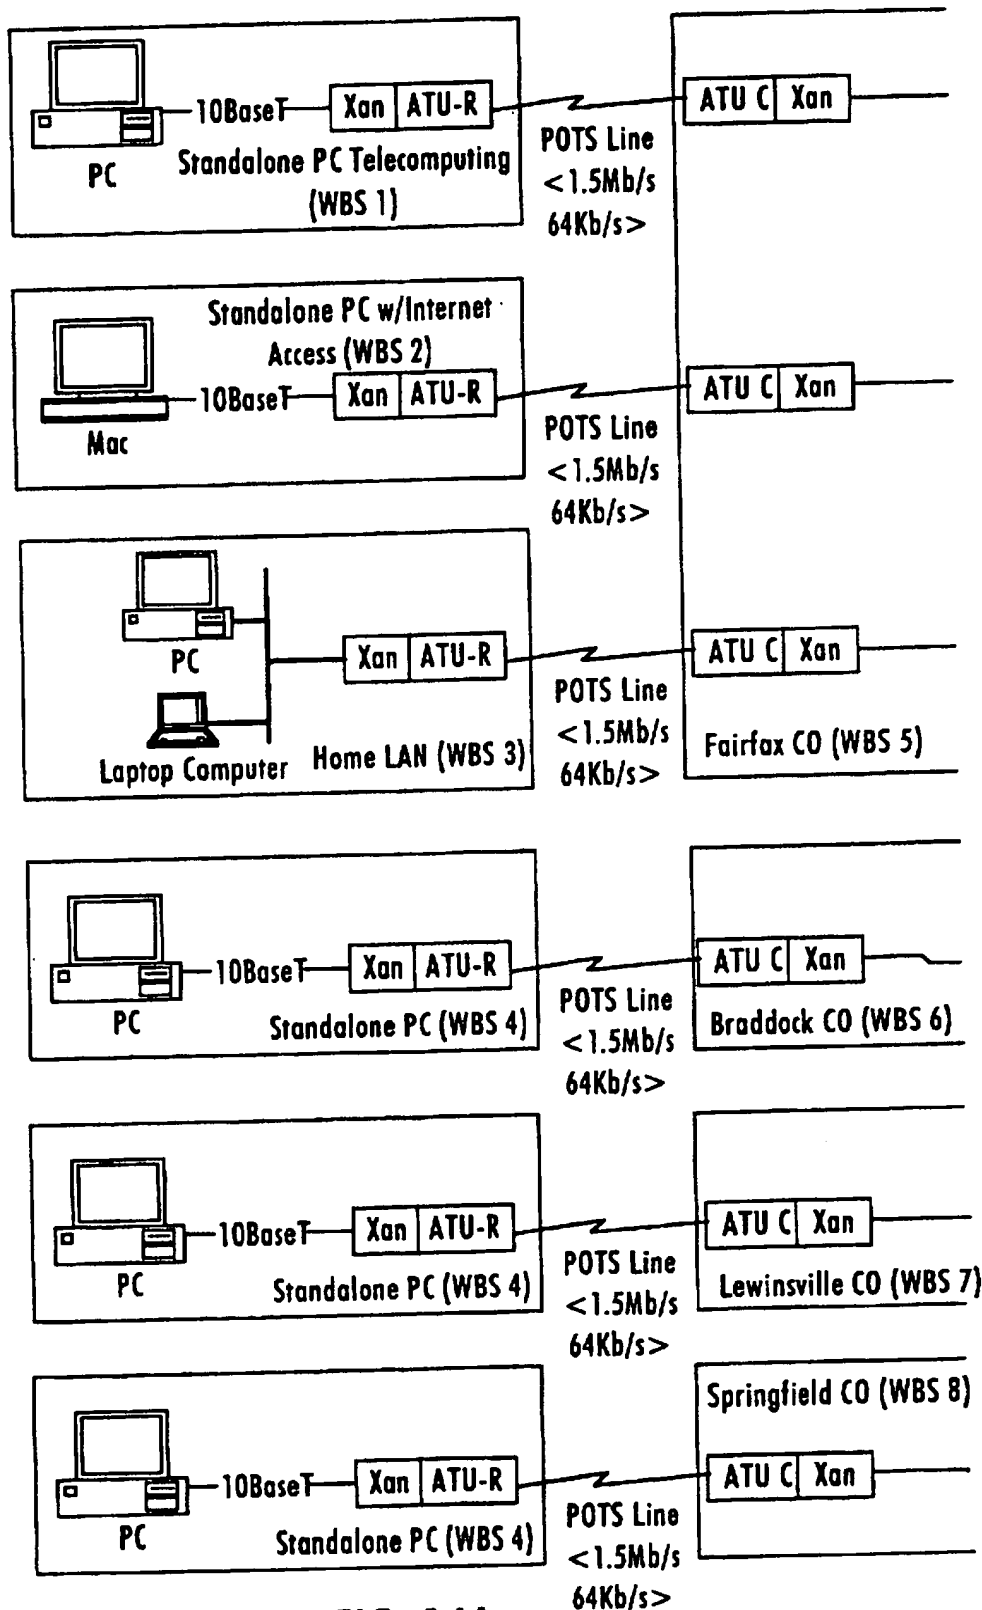 10BaseT
Xan ATU-R
PC
Standalone PC Telecomputing
(WBS 1)
POTS Line
<1.5Mb/s
64Kb/s>
ATU C Xan
Standalone PC w/Internet
Access (WBS 2)
10BaseT
Xan ATU-R
Mac
POTS Line
<1.5Mb/s
64Kb/s>
ATU C Xan
PC
Laptop Computer
Xan ATU-R
Home LAN (WBS 3)
POTS Line
<1.5Mb/s
64Kb/s>
ATU C Xan
Fairfax CO (WBS 5)
10BaseT
Xan ATU-R
PC
Standalone PC (WBS 4)
POTS Line
<1.5Mb/s
64Kb/s>
ATU C Xan
Braddock CO (WBS 6)
10BaseT
Xan ATU-R
PC
Standalone PC (WBS 4)
POTS Line
<1.5Mb/s
64Kb/s>
ATU C Xan
Lewinsville CO (WBS 7)
10BaseT
Xan ATU-R
PC
Standalone PC (WBS 4)
POTS Line
<1.5Mb/s
64Kb/s>
Springfield CO (WBS 8)
ATU C Xan